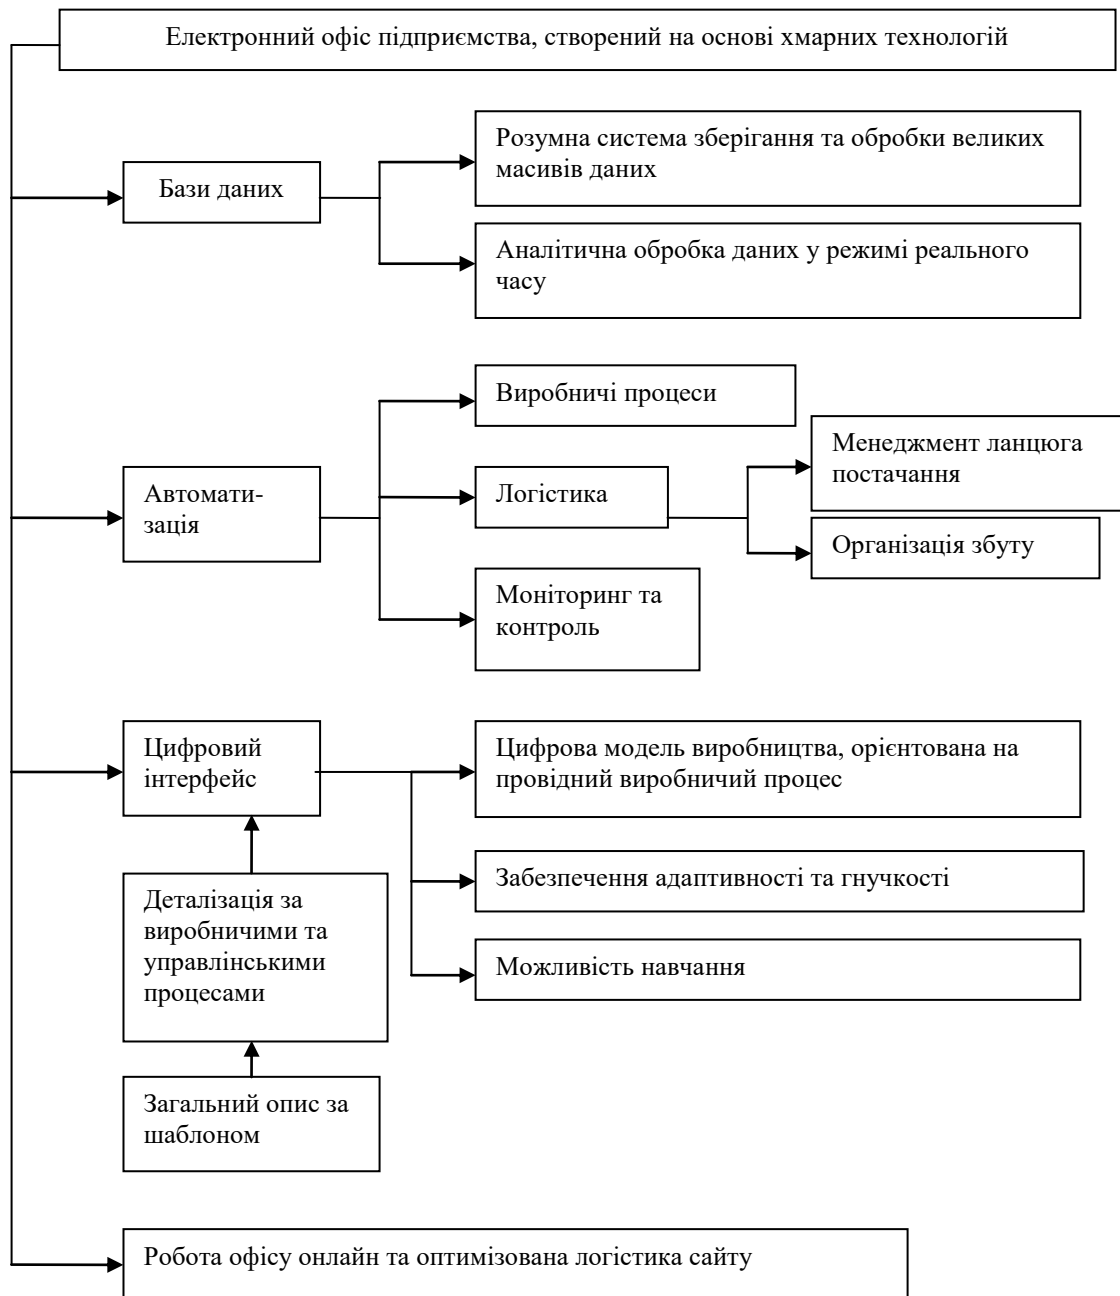 Електронний офіс підприємства, створений на основі хмарних технологій
Розумна система зберігання та обробки великих
масивів даних
Бази даних
Аналітична обробка даних у режимі реального
часу
Виробничі процеси
Менеджмент ланцюга
постачання
Автомати-
зація
Логістика
Організація збуту
Моніторинг та
контроль
Цифровий
інтерфейс
Цифрова модель виробництва, орієнтована на
провідний виробничий процес
Забезпечення адаптивності та гнучкості
Деталізація за
виробничими та
управлінськими
процесами
Можливість навчання
Загальний опис за
шаблоном
Робота офісу онлайн та оптимізована логістика сайту